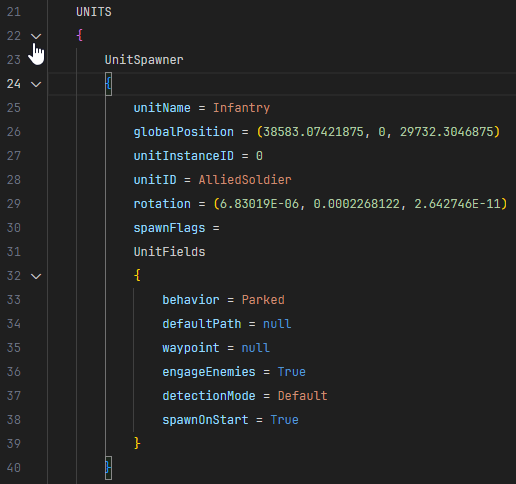 21 UNITS
22 {
23 UnitSpawner
24 {
25 unitName = Infantry
26 globalPosition = (38583.07421875, 0, 29732.3046875)
27 unitInstanceID = 0
28 unitID = AlliedSoldier
29 rotation = (6.83019E-06, 0.0002268122, 2.642746E-11)
30 spawnFlags =
31 UnitFields
32 {
33 behavior = Parked
34 defaultPath = null
35 waypoint = null
36 engageEnemies = True
37 detectionMode = Default
38 spawnOnStart = True
39 }
40 }